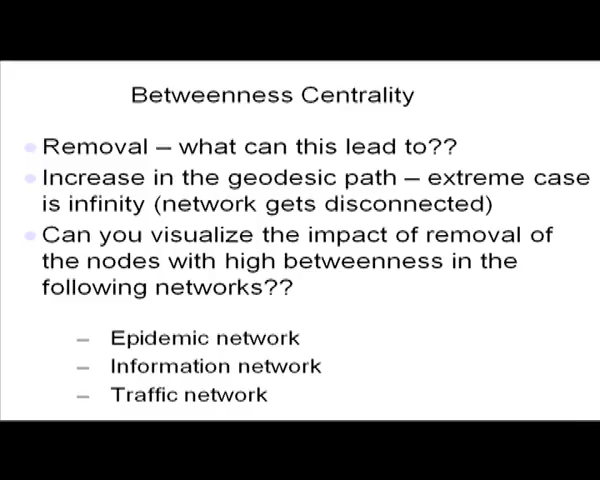 Betweenness Centrality
Removal – what can this lead to??
Increase in the geodesic path – extreme case
is infinity (network gets disconnected)
Can you visualize the impact of removal of
the nodes with high betweenness in the
following networks??
– Epidemic network
– Information network
– Traffic network